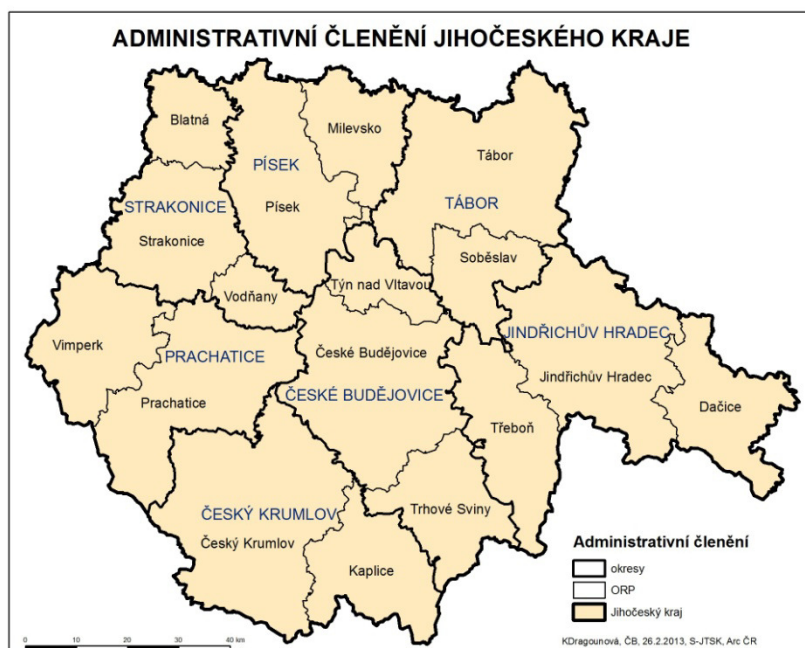 ADMINISTRATIVNÍ ČLENĚNÍ JIHOČESKÉHO KRAJE
Blatná
Milevsko
Tábor
PÍSEK
STRAKONICE
Písek
TÁBOR
Strakonice
Soběslav
Týn nad Vltavou
Vodňany
JINDŘICHŮV HRADEC
Vimperk
České Budějovice
PRACHATICE
Jindřichův Hradec
ČESKÉ BUDĚJOVICE
Prachatice
Dačice
Třeboň
Trhové Sviny
ČESKÝ KRUMLOV
Český Krumlov
Kaplice
Administrativní členění
okresy
ORP
Jihočeský kraj
0 10 20 30 40 km
KDragounová, ČB, 26.2.2013, S-JTSK, Arc ČR